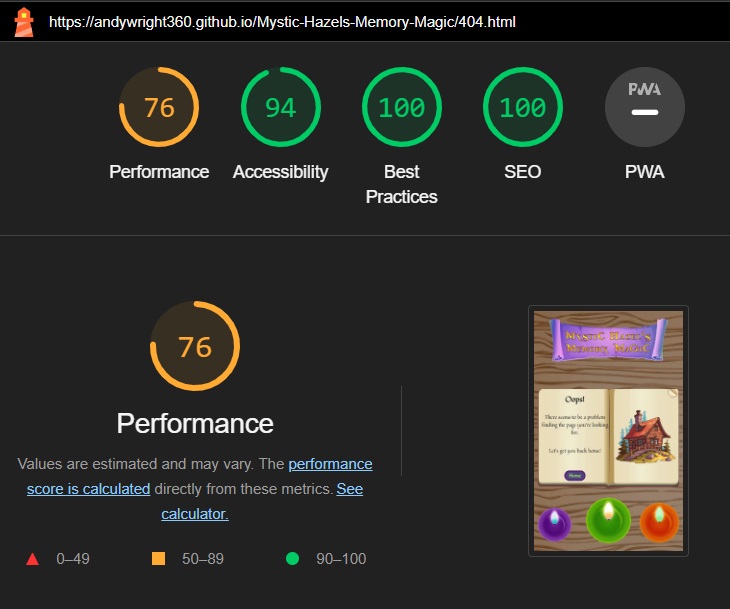 https://andywright360.github.io/Mystic-Hazels-Memory-Magic/404.html
76
94
100
100
PWA
Performance
Accessibility
Best
Practices
SEO
PWA
76
Performance
Values are estimated and may vary. The performance
score is calculated directly from these metrics. See
calculator.
0–49
50–89
90–100
Mystic Hazel's
Memory Magic
Oops!
There seems to be a problem
finding the page you're looking
for.
Let's get you back home!
Home